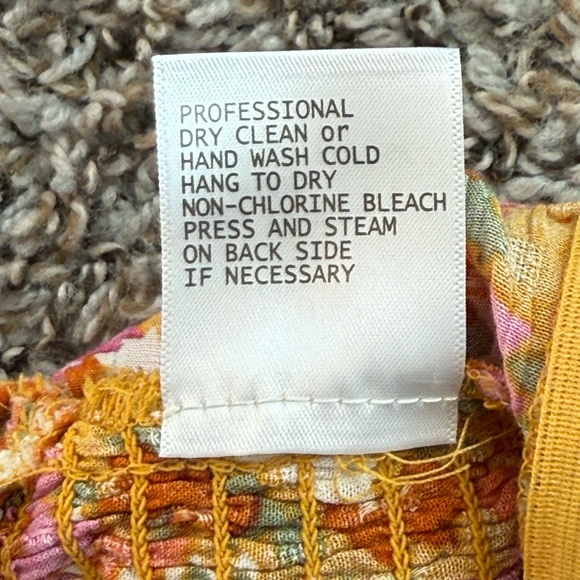 PROFESSIONAL
DRY CLEAN or
HAND WASH COLD
HANG TO DRY
NON-CHLORINE BLEACH
PRESS AND STEAM
ON BACK SIDE
IF NECESSARY